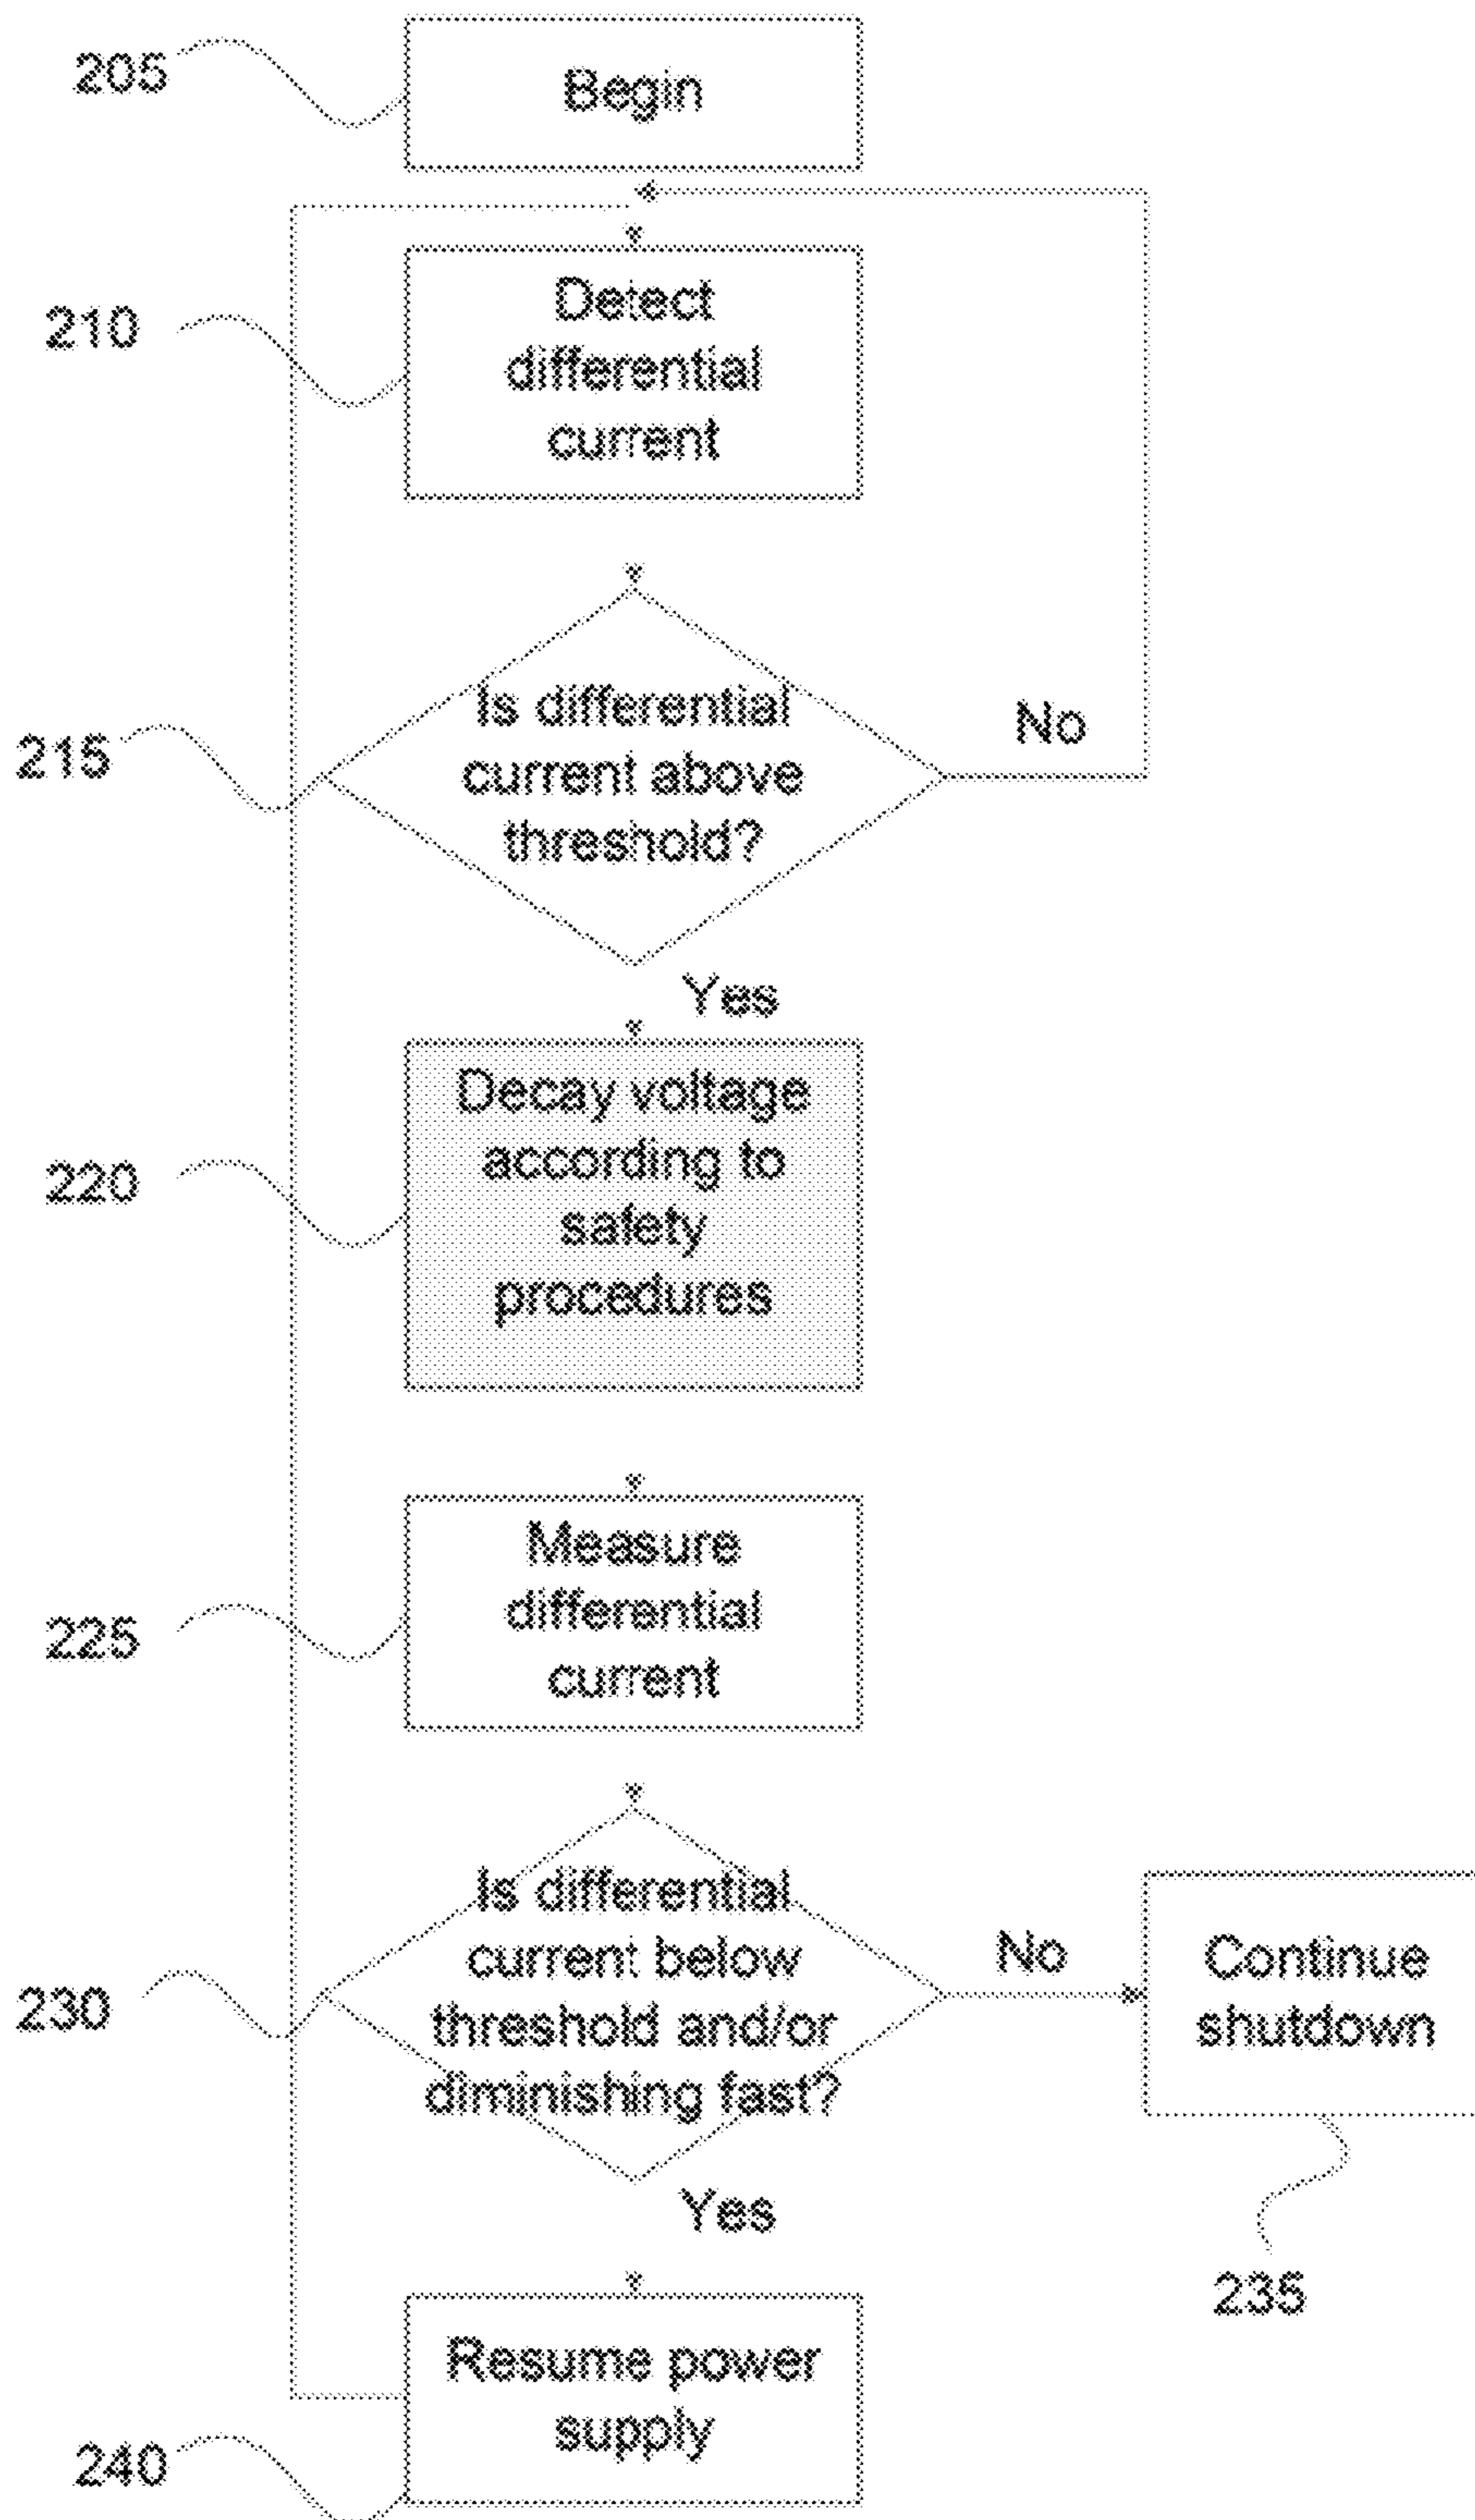 205
Begin
210
Detect
differential
current
215
Is differential
current above
threshold?
No
Yes
220
Decay voltage
according to
safety
procedures
225
Measure
differential
current
230
Is differential
current below
threshold and/or
diminishing fast?
No
Continue
shutdown
235
Yes
Resume power
supply
240